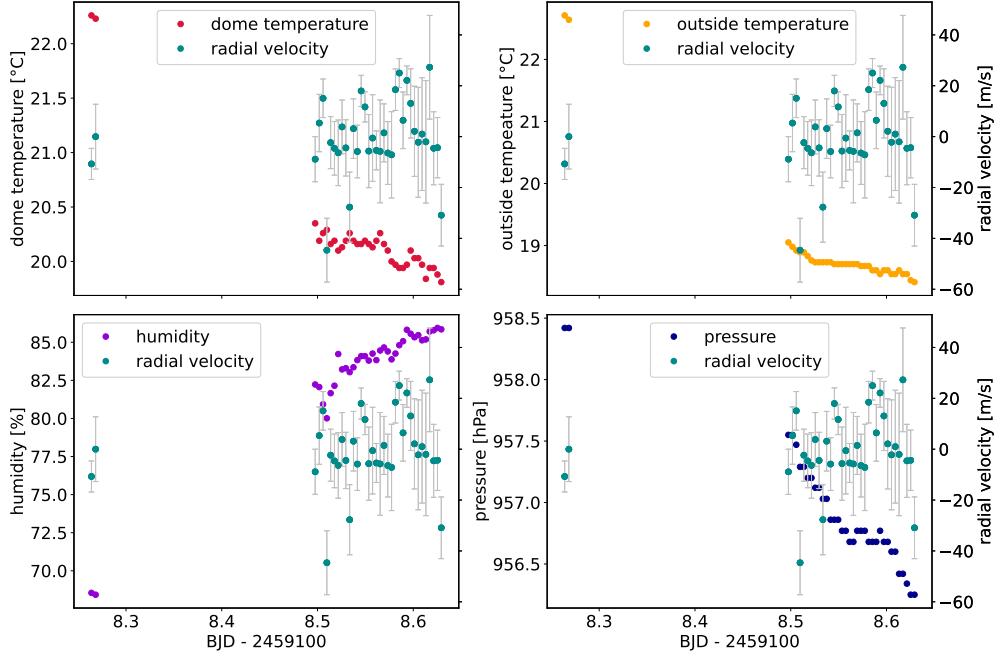 dome temperature
radial velocity
22.0
21.5
21.0
20.5
20.0
dome temperature [°C]
outside temperature
radial velocity
22
21
20
19
outside tempeature [°C]
40
20
0
−20
−40
−60
radial velocity [m/s]
humidity
radial velocity
85.0
82.5
80.0
77.5
75.0
72.5
70.0
humidity [%]
8.3
8.4
8.5
8.6
BJD - 2459100
pressure
radial velocity
958.5
958.0
957.5
957.0
956.5
pressure [hPa]
40
20
0
−20
−40
−60
radial velocity [m/s]
8.3
8.4
8.5
8.6
BJD - 2459100